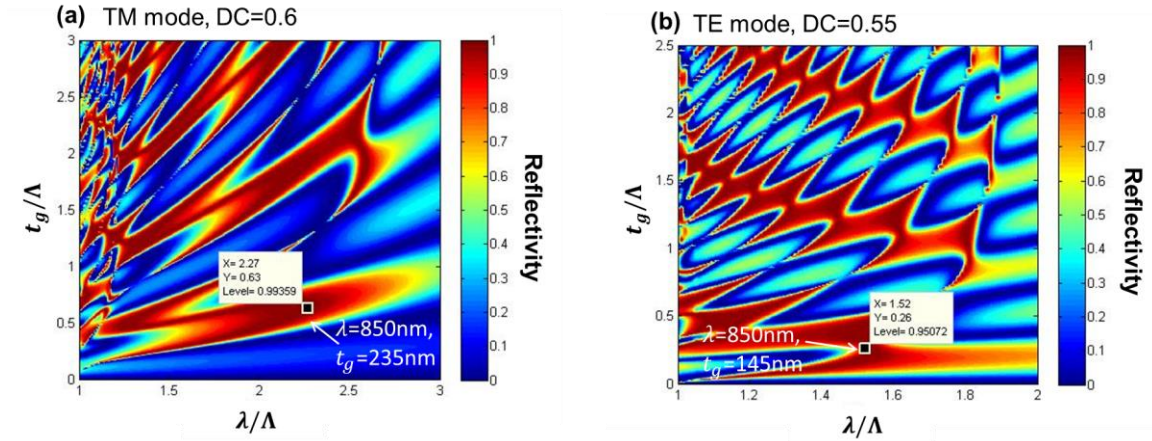 (a) TM mode, DC=0.6
3
2.5
2
1.5
1
0.5
0
t_g/Λ
X= 2.27
Y= 0.63
Level= 0.99359
λ=850nm,
t_g=235nm
1
1.5
2
2.5
3
λ/Λ
1
0.9
0.8
0.7
0.6
0.5
0.4
0.3
0.2
0.1
0
Reflectivity
(b) TE mode, DC=0.55
2.5
2
1.5
1
0.5
0
t_g/Λ
X= 1.52
Y= 0.26
Level= 0.95072
λ=850nm,
t_g=145nm
1
1.2
1.4
1.6
1.8
2
λ/Λ
1
0.9
0.8
0.7
0.6
0.5
0.4
0.3
0.2
0.1
0
Reflectivity